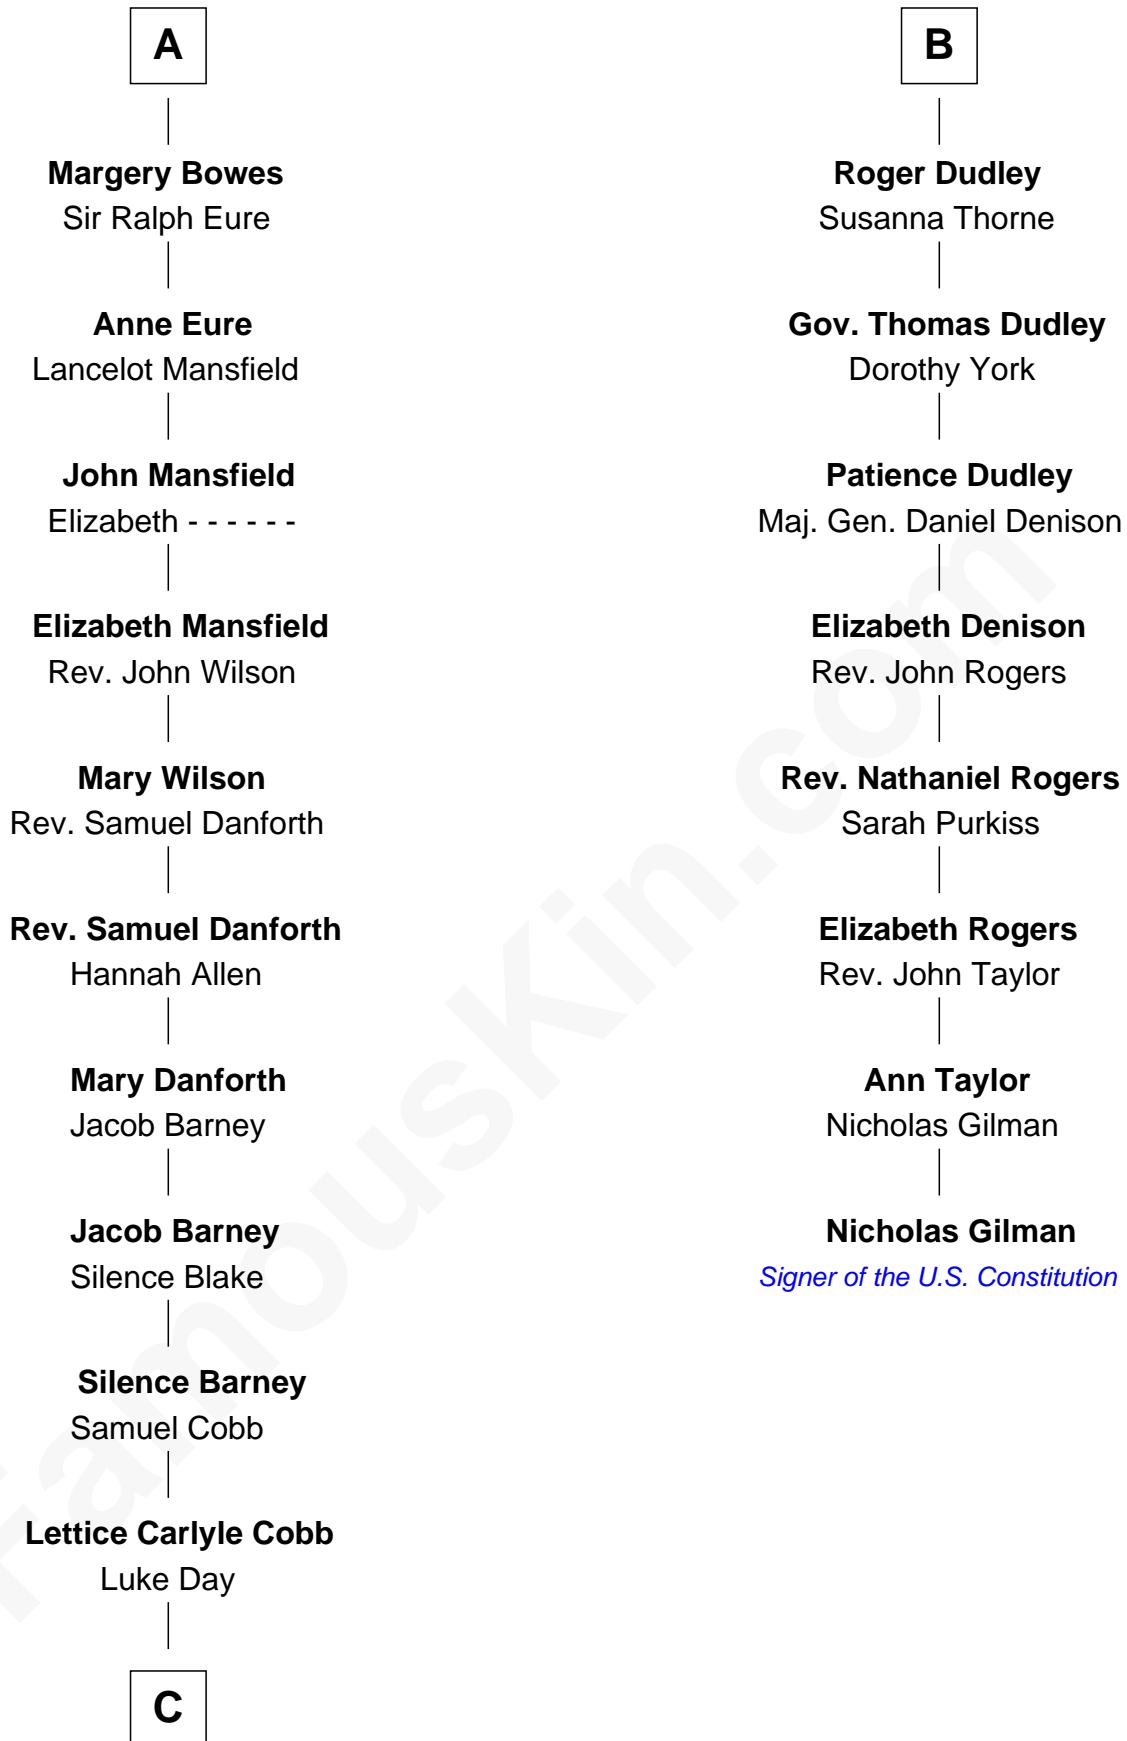 A
Margery Bowes
Sir Ralph Eure
Anne Eure
Lancelot Mansfield
John Mansfield
Elizabeth - - - - - -
Elizabeth Mansfield
Rev. John Wilson
Mary Wilson
Rev. Samuel Danforth
Rev. Samuel Danforth
Hannah Allen
Mary Danforth
Jacob Barney
Jacob Barney
Silence Blake
Silence Barney
Samuel Cobb
Lettice Carlyle Cobb
Luke Day
C
B
Roger Dudley
Susanna Thorne
Gov. Thomas Dudley
Dorothy York
Patience Dudley
Maj. Gen. Daniel Denison
Elizabeth Denison
Rev. John Rogers
Rev. Nathaniel Rogers
Sarah Purkiss
Elizabeth Rogers
Rev. John Taylor
Ann Taylor
Nicholas Gilman
Nicholas Gilman
Signer of the U.S. Constitution
FamousKin.com